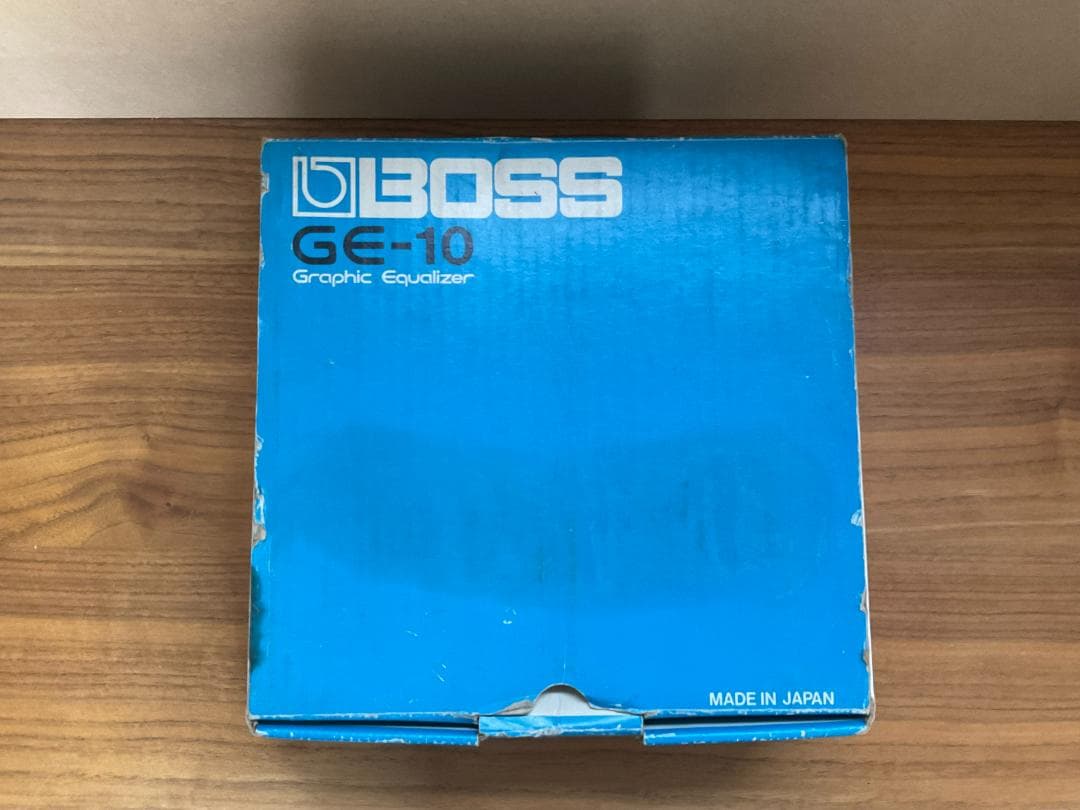 BOSS
GE-10
Graphic Equalizer
MADE IN JAPAN